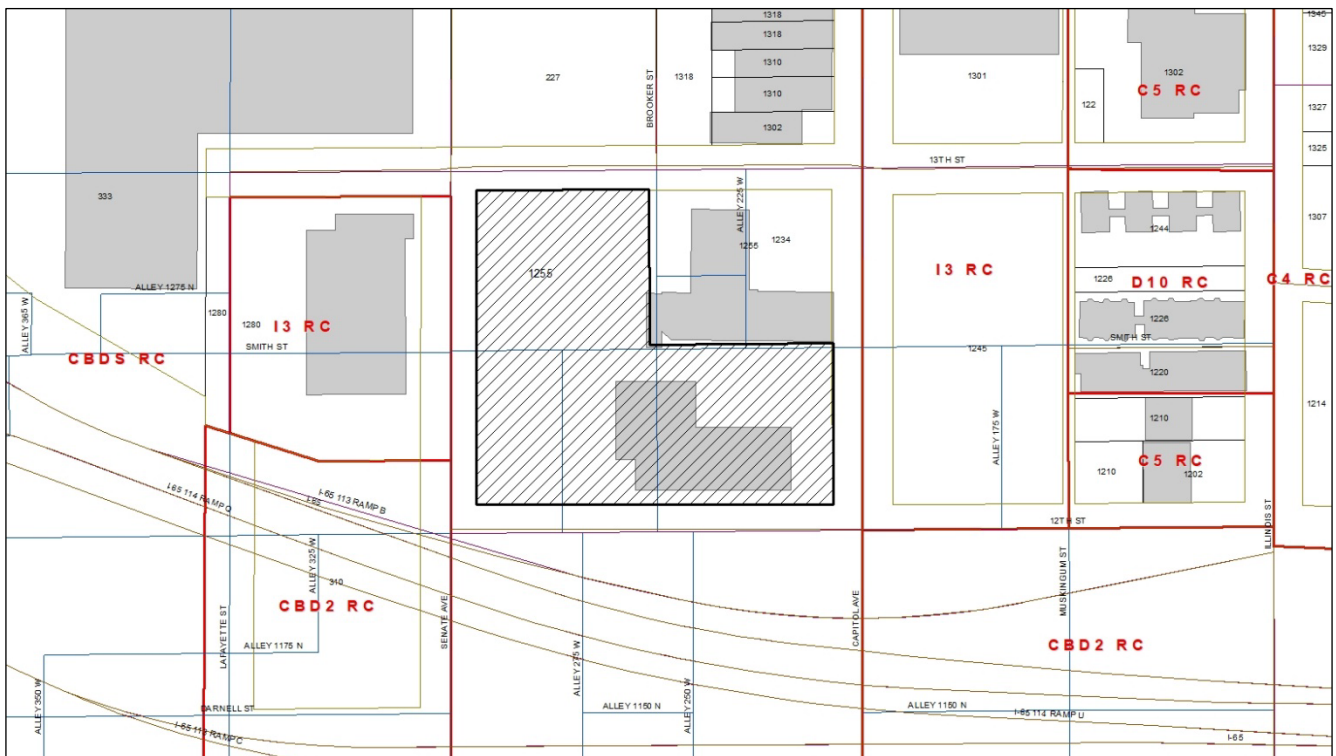 1318
1318
1310
1310
1302
227
BROOKER ST
1318
1301
1302
C5 RC
122
1345
1329
1327
1325
13TH ST
333
ALLEY 225 W
1255
1234
1244
1307
1255
I3 RC
1226
D10 RC
C4 RC
ALLEY 1275 N
ALLEY 365 W
1280
1280
I3 RC
1226
SMITH ST
SMITH ST
1245
CBDS RC
1220
1214
1210
ALLEY 175 W
C5 RC
1210
1202
I-65 114 RAMP Q
I-65 113 RAMP B
I-65
12TH ST
ILLINOIS ST
ALLEY 325 W
310
CBD2 RC
LAFAYETTE ST
SENATE AVE
CAPITOL AVE
MUSKINGUM ST
CBD2 RC
ALLEY 1175 N
ALLEY 275 W
ALLEY 250 W
ALLEY 350 W
DARNELL ST
ALLEY 1150 N
ALLEY 1150 N
I-65 114 RAMP U
I-65 113 RAMP C
I-65